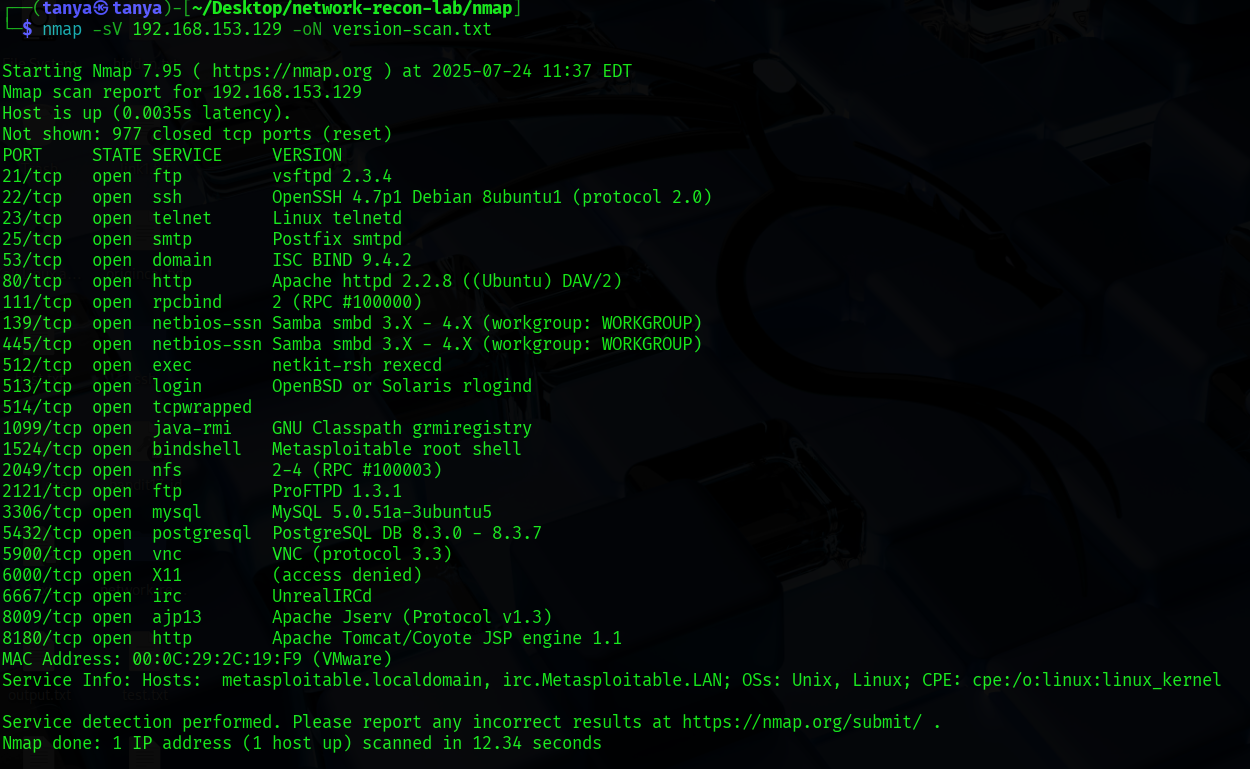 ┌──(tanya㉿tanya)-[~/Desktop/network-recon-lab/nmap]
└─$ nmap -sV 192.168.153.129 -oN version-scan.txt
Starting Nmap 7.95 ( https://nmap.org ) at 2025-07-24 11:37 EDT
Nmap scan report for 192.168.153.129
Host is up (0.0035s latency).
Not shown: 977 closed tcp ports (reset)
PORT     STATE SERVICE     VERSION
21/tcp   open  ftp         vsftpd 2.3.4
22/tcp   open  ssh         OpenSSH 4.7p1 Debian 8ubuntu1 (protocol 2.0)
23/tcp   open  telnet      Linux telnetd
25/tcp   open  smtp        Postfix smtpd
53/tcp   open  domain      ISC BIND 9.4.2
80/tcp   open  http        Apache httpd 2.2.8 ((Ubuntu) DAV/2)
111/tcp  open  rpcbind     2 (RPC #100000)
139/tcp  open  netbios-ssn Samba smbd 3.X - 4.X (workgroup: WORKGROUP)
445/tcp  open  netbios-ssn Samba smbd 3.X - 4.X (workgroup: WORKGROUP)
512/tcp  open  exec        netkit-rsh rexecd
513/tcp  open  login       OpenBSD or Solaris rlogind
514/tcp  open  tcpwrapped
1099/tcp open  java-rmi    GNU Classpath grmiregistry
1524/tcp open  bindshell   Metasploitable root shell
2049/tcp open  nfs         2-4 (RPC #100003)
2121/tcp open  ftp         ProFTPD 1.3.1
3306/tcp open  mysql       MySQL 5.0.51a-3ubuntu5
5432/tcp open  postgresql  PostgreSQL DB 8.3.0 - 8.3.7
5900/tcp open  vnc         VNC (protocol 3.3)
6000/tcp open  X11         (access denied)
6667/tcp open  irc         UnrealIRCd
8009/tcp open  ajp13       Apache Jserv (Protocol v1.3)
8180/tcp open  http        Apache Tomcat/Coyote JSP engine 1.1
MAC Address: 00:0C:29:2C:19:F9 (VMware)
Service Info: Hosts:  metasploitable.localdomain, irc.Metasploitable.LAN; OSs: Unix, Linux; CPE: cpe:/o:linux:linux_kernel
Service detection performed. Please report any incorrect results at https://nmap.org/submit/ .
Nmap done: 1 IP address (1 host up) scanned in 12.34 seconds